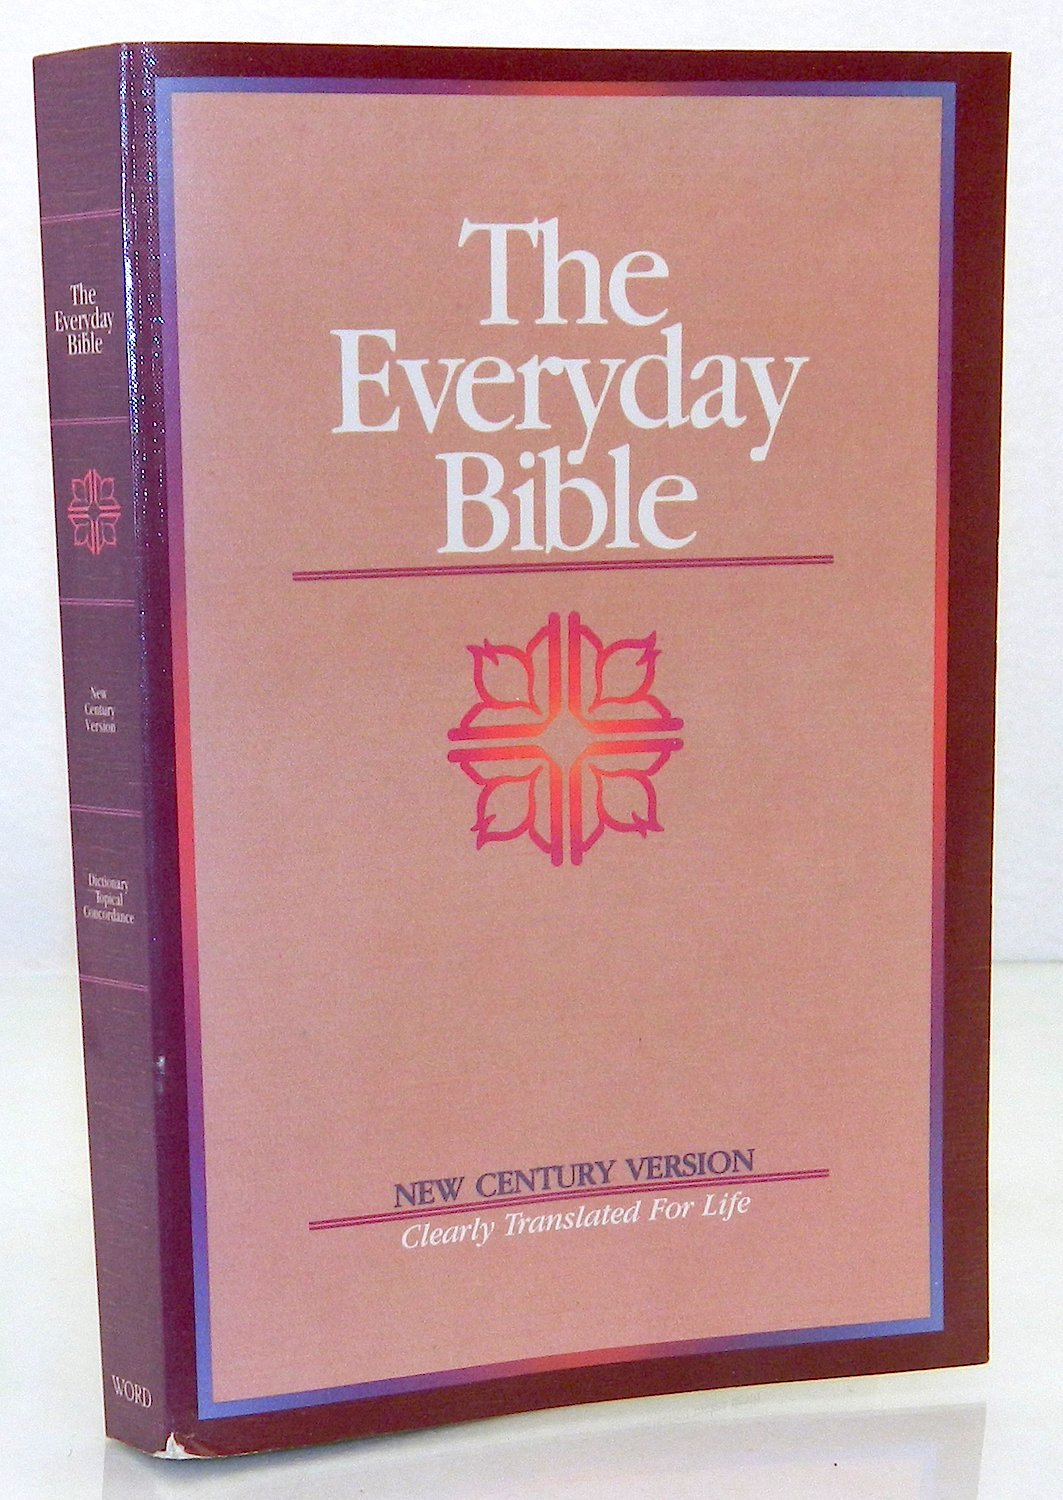 The
Everyday
Bible
NEW CENTURY VERSION
Clearly Translated For Life
The
Everyday
Bible
New
Century
Version
Dictionary
Topical
Concordance
WORD